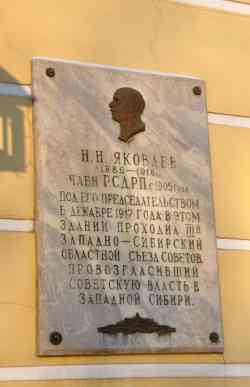 Н.Н. ЯКОВЛЕВ
1886–1918
ЧЛЕН РСДРП С 1905 ГОДА
ПОД ЕГО ПРЕДСЕДАТЕЛЬСТВОМ
В ДЕКАБРЕ 1917 ГОДА В ЭТОМ
ЗДАНИИ ПРОХОДИЛ III-Й
ЗАПАДНО–СИБИРСКИЙ
ОБЛАСТНОЙ СЪЕЗД СОВЕТОВ,
ПРОВОЗГЛАСИВШИЙ
СОВЕТСКУЮ ВЛАСТЬ В
ЗАПАДНОЙ СИБИРИ.